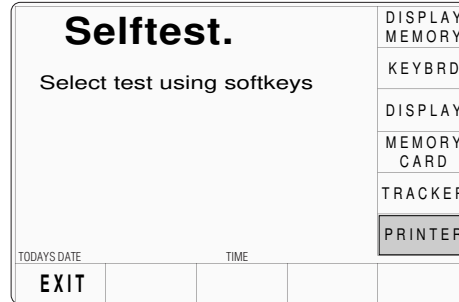 Selftest.
Select test using softkeys
DISPLAY
MEMORY
KEYBRD
DISPLAY
MEMORY
CARD
TRACKER
PRINTER
TODAYS DATE TIME
EXIT